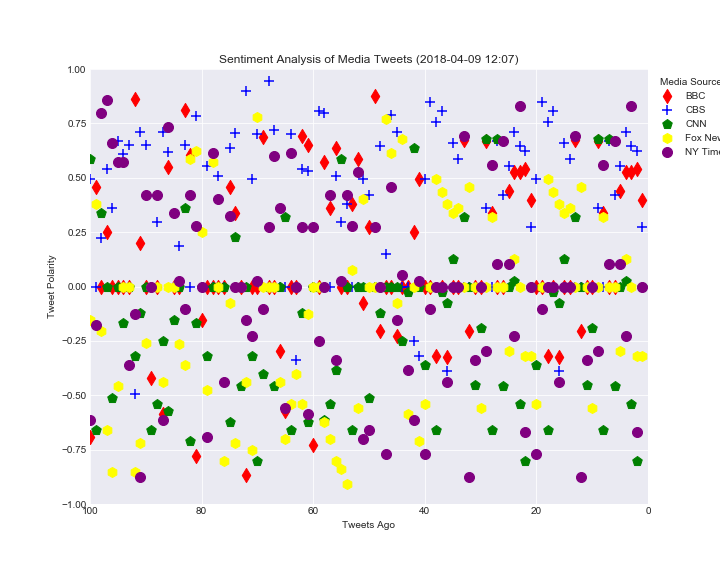 Sentiment Analysis of Media Tweets (2018-04-09 12:07)
Media Source
BBC
CBS
CNN
Fox New
NY Time
Tweet Polarity
1.00
0.75
0.50
0.25
0.00
−0.25
−0.50
−0.75
−1.00
100 80 60 40 20 0
Tweets Ago